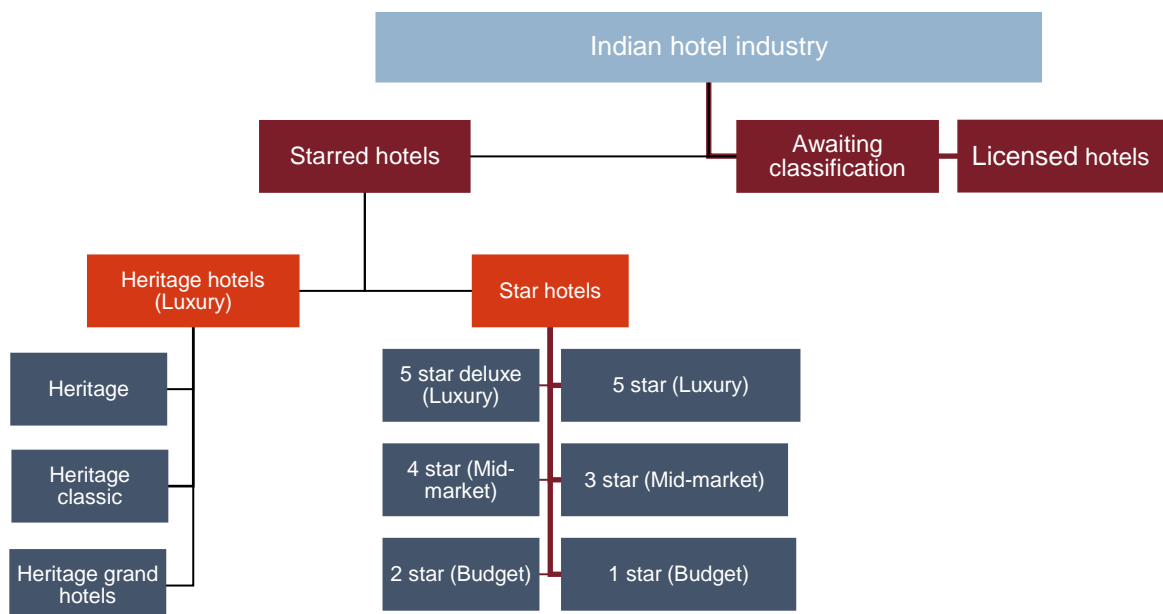 Indian hotel industry
Starred hotels
Awaiting
classification
Licensed hotels
Heritage hotels
(Luxury)
Star hotels
Heritage
Heritage
classic
Heritage grand
hotels
5 star deluxe
(Luxury)
5 star (Luxury)
4 star (Mid-
market)
3 star (Mid-market)
2 star (Budget)
1 star (Budget)